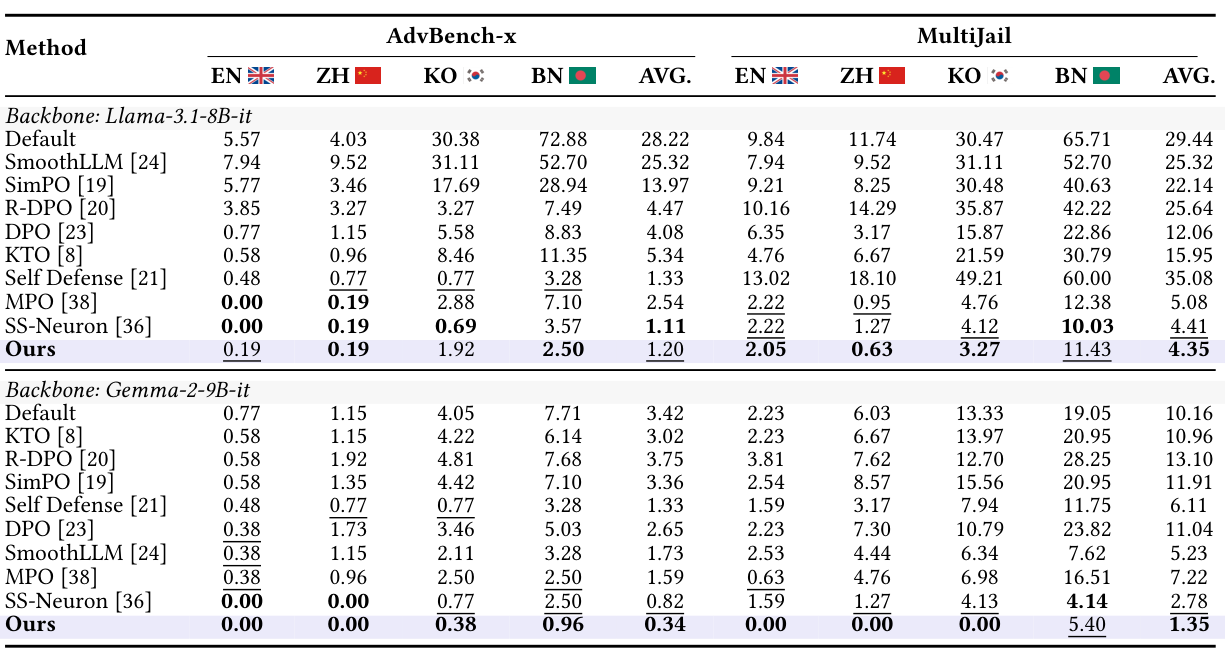 Method AdvBench-x MultiJail
EN ZH KO BN AVG. EN ZH KO BN AVG.
Backbone: Llama-3.1-8B-it
Default 5.57 4.03 30.38 72.88 28.22 9.84 11.74 30.47 65.71 29.44
SmoothLLM [24] 7.94 9.52 31.11 52.70 25.32 7.94 9.52 31.11 52.70 25.32
SimPO [19] 5.77 3.46 17.69 28.94 13.97 9.21 8.25 30.48 40.63 22.14
R-DPO [20] 3.85 3.27 3.27 7.49 4.47 10.16 14.29 35.87 42.22 25.64
DPO [23] 0.77 1.15 5.58 8.83 4.08 6.35 3.17 15.87 22.86 12.06
KTO [8] 0.58 0.96 8.46 11.35 5.34 4.76 6.67 21.59 30.79 15.95
Self Defense [21] 0.48 0.77 0.77 3.28 1.33 13.02 18.10 49.21 60.00 35.08
MPO [38] 0.00 0.19 2.88 7.10 2.54 2.22 0.95 4.76 12.38 5.08
SS-Neuron [36] 0.00 0.19 0.69 3.57 1.11 2.22 1.27 4.12 10.03 4.41
Ours 0.19 0.19 1.92 2.50 1.20 2.05 0.63 3.27 11.43 4.35
Backbone: Gemma-2-9B-it
Default 0.77 1.15 4.05 7.71 3.42 2.23 6.03 13.33 19.05 10.16
KTO [8] 0.58 1.15 4.22 6.14 3.02 2.23 6.67 13.97 20.95 10.96
R-DPO [20] 0.58 1.92 4.81 7.68 3.75 3.81 7.62 12.70 28.25 13.10
SimPO [19] 0.58 1.35 4.42 7.10 3.36 2.54 8.57 15.56 20.95 11.91
Self Defense [21] 0.48 0.77 0.77 3.28 1.33 1.59 3.17 7.94 11.75 6.11
DPO [23] 0.38 1.73 3.46 5.03 2.65 2.23 7.30 10.79 23.82 11.04
SmoothLLM [24] 0.38 1.15 2.11 3.28 1.73 2.53 4.44 6.34 7.62 5.23
MPO [38] 0.38 0.96 2.50 2.50 1.59 0.63 4.76 6.98 16.51 7.22
SS-Neuron [36] 0.00 0.00 0.77 2.50 0.82 1.59 1.27 4.13 4.14 2.78
Ours 0.00 0.00 0.38 0.96 0.34 0.00 0.00 0.00 5.40 1.35